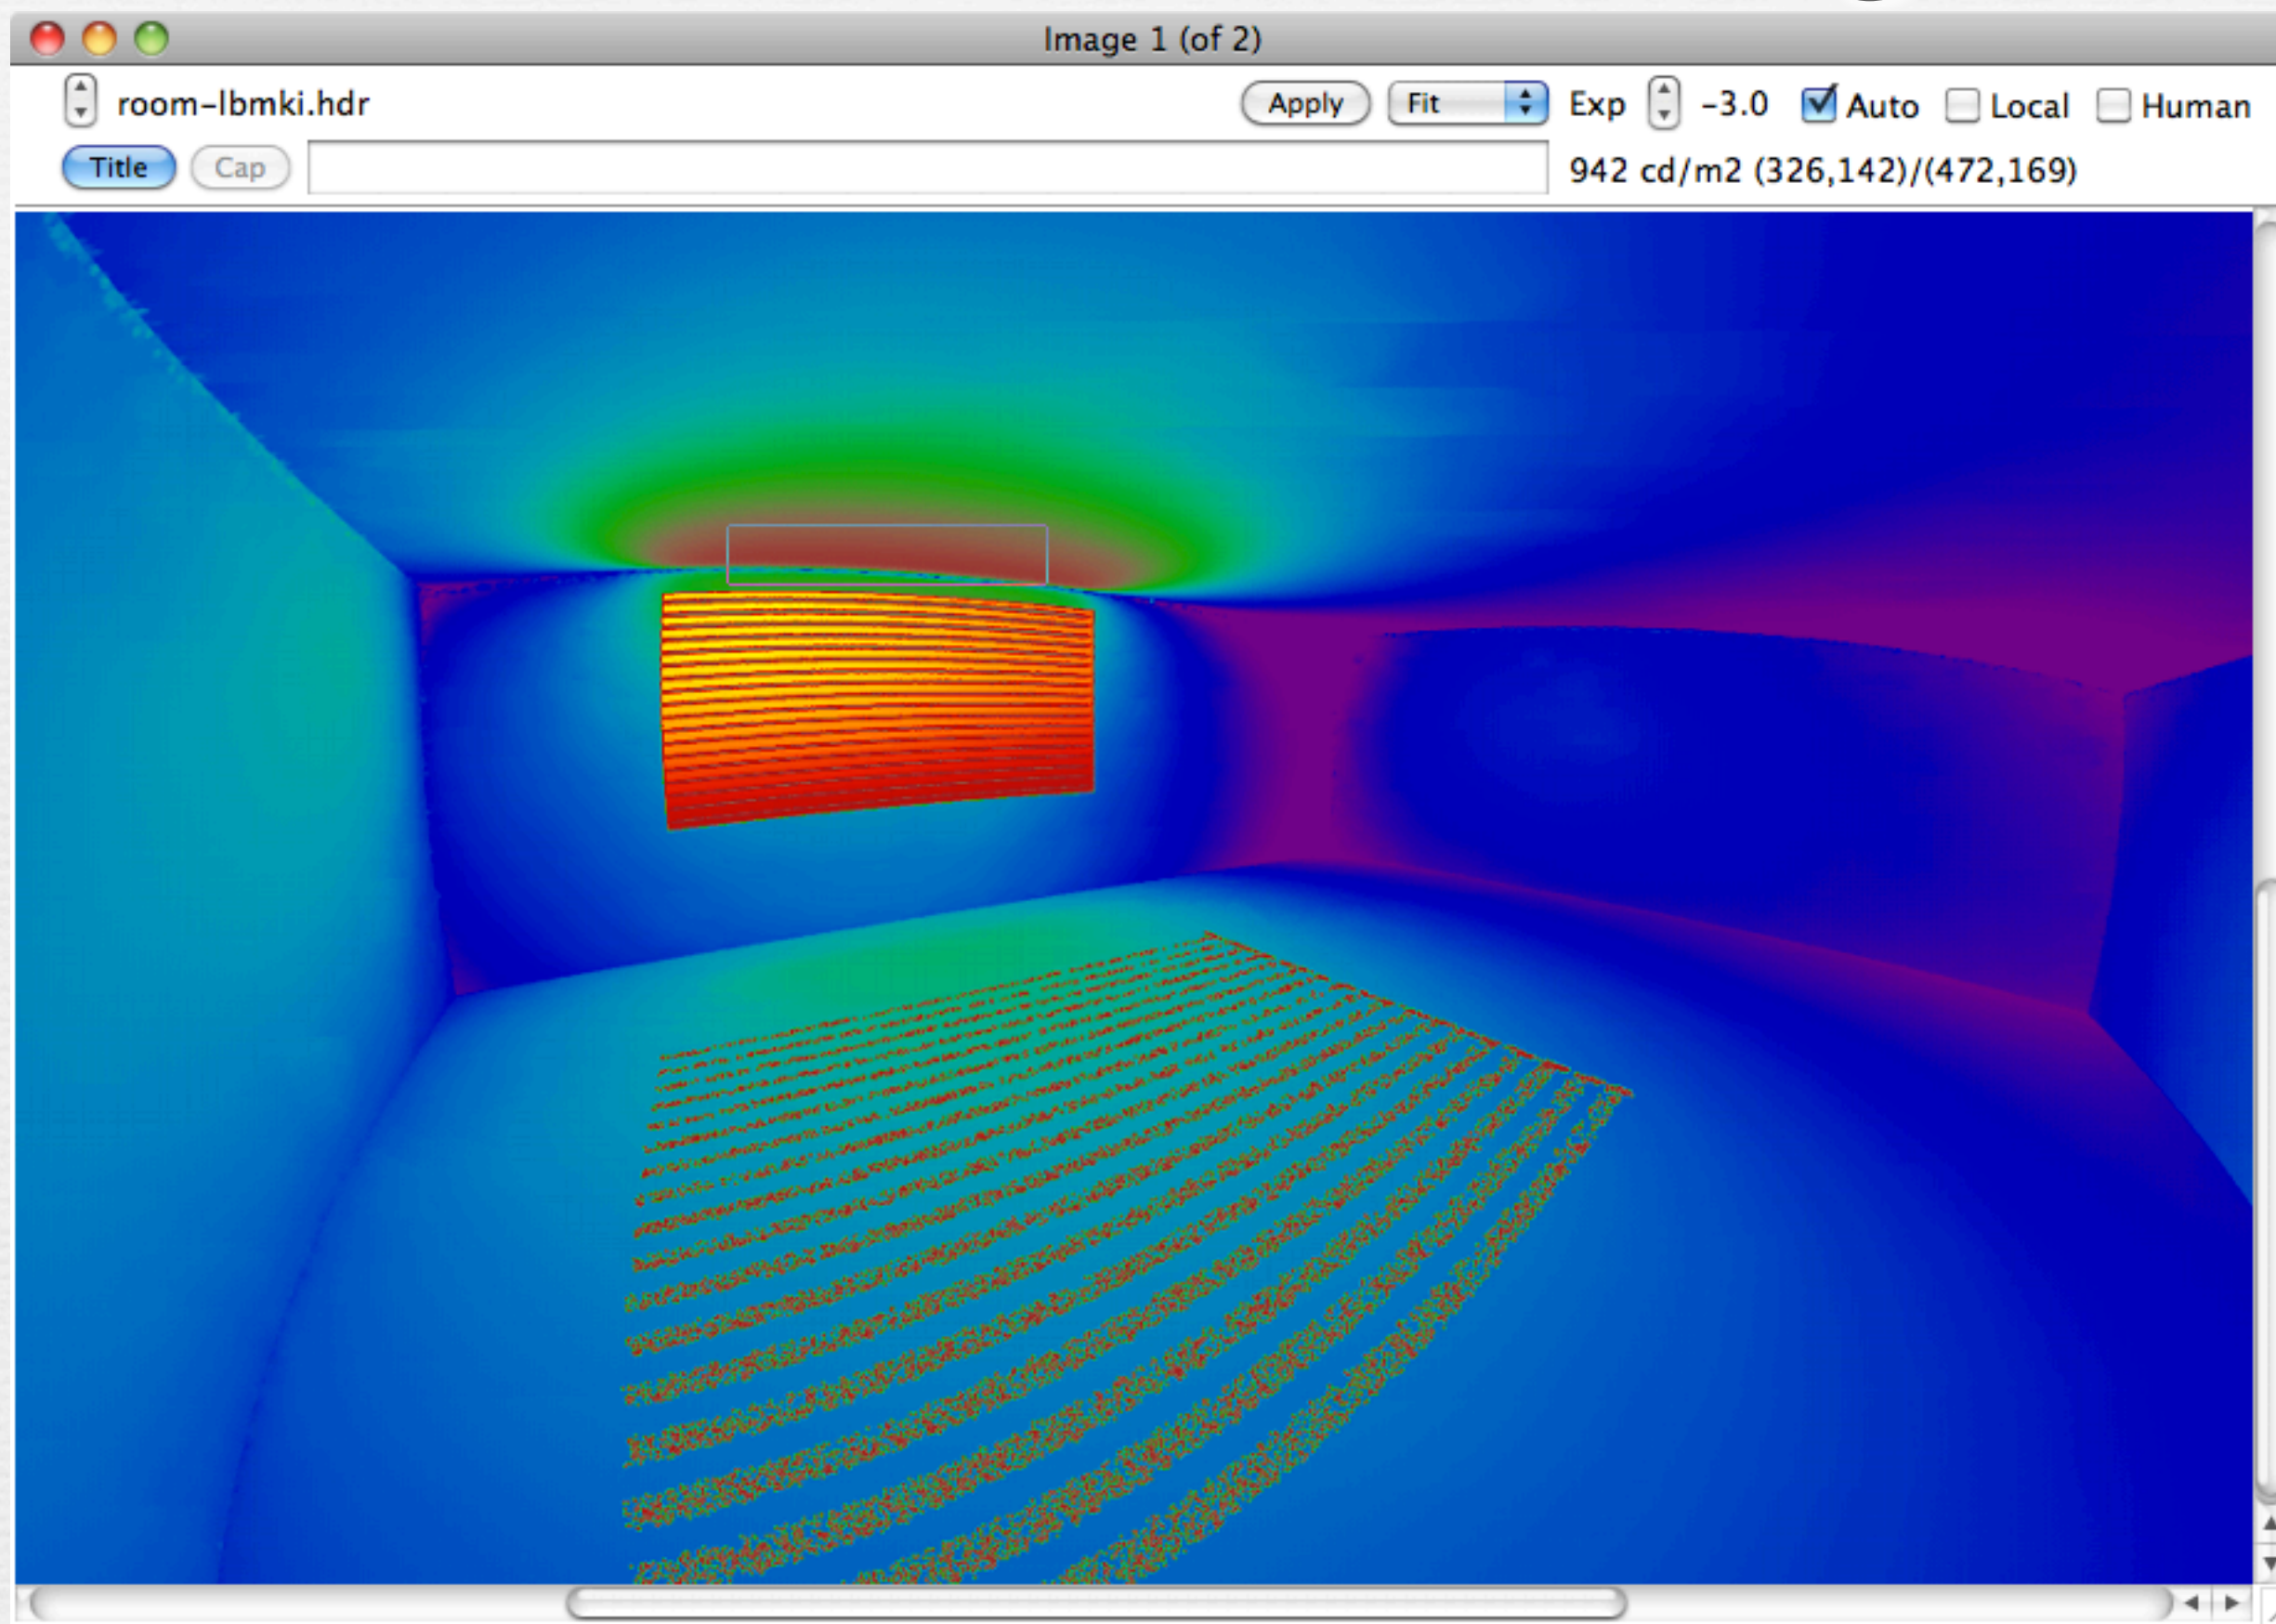 Image 1 (of 2)
room-lbmki.hdr Apply Fit Exp -3.0 Auto Local Human
Title Cap 942 cd/m2 (326,142)/(472,169)